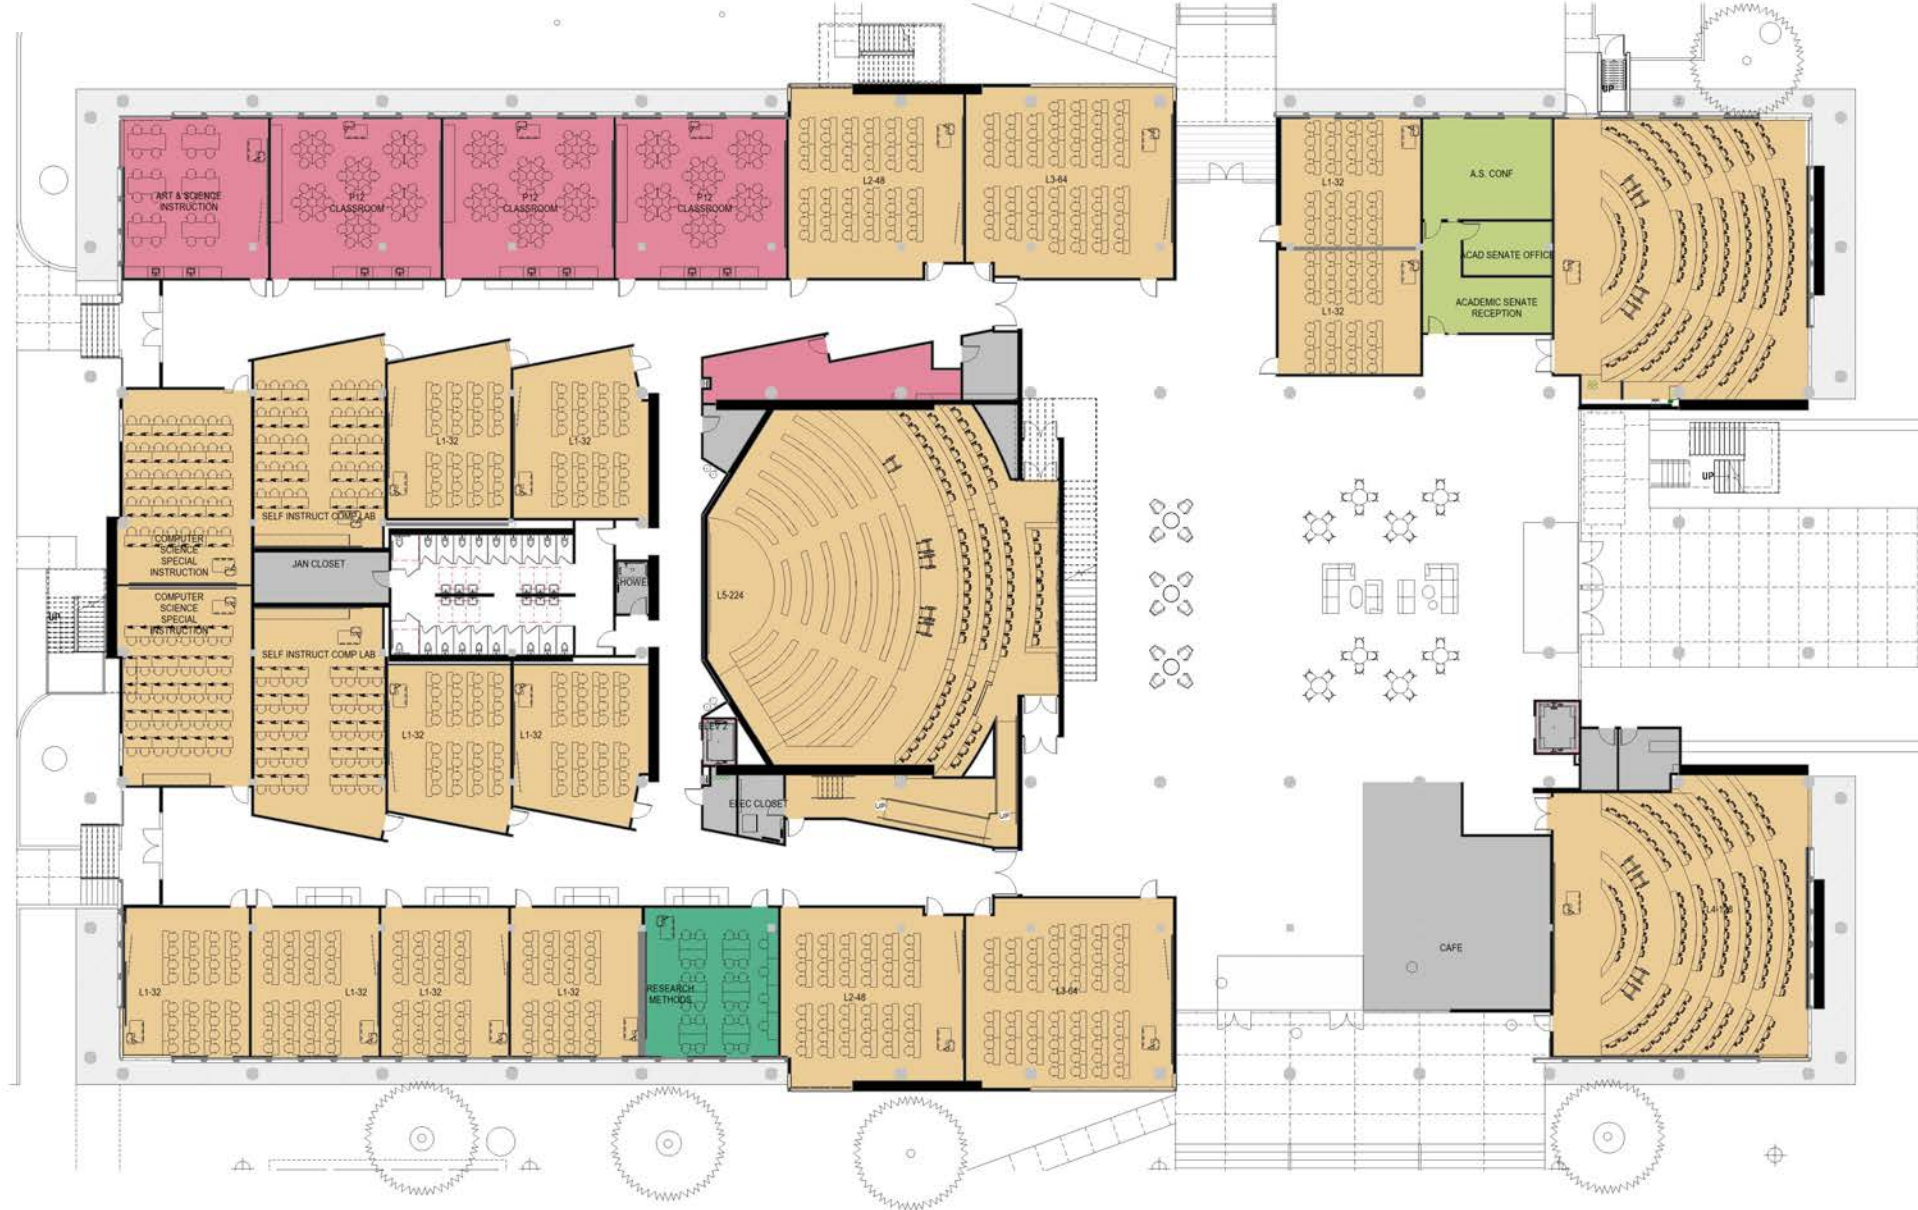 UP
ART & SCIENCE
INSTRUCTION
P12
CLASSROOM
P12
CLASSROOM
P12
CLASSROOM
L2-48
L3-64
L1-32
A.S. CONF
ACAD SENATE OFFICE
ACADEMIC SENATE
RECEPTION
L1-32
L1-32
L1-32
UP
SELF INSTRUCT COMP LAB
COMPUTER
SCIENCE
SPECIAL
INSTRUCTION
JAN CLOSET
COMPUTER
SCIENCE
SPECIAL
INSTRUCTION
L5-224
UP
SELF INSTRUCT COMP LAB
L1-32
L1-32
ELEV 2
ELEC CLOSET
UP
UP
L1-32
L1-32
L1-32
L1-32
RESEARCH
METHODS
L2-48
L3-64
CAFE